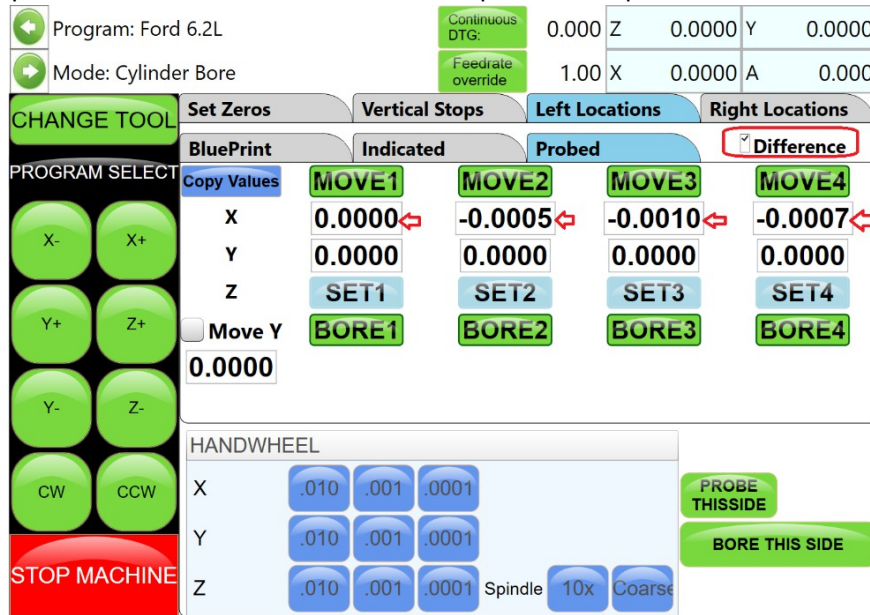 Program: Ford 6.2L
Continuous DTG: 0.000 Z 0.0000 Y 0.0000
Mode: Cylinder Bore
Feedrate override 1.00 X 0.0000 A 0.000
CHANGE TOOL
Set Zeros Vertical Stops Left Locations Right Locations
BluePrint Indicated Probed Difference
PROGRAM SELECT
Copy Values MOVE1 MOVE2 MOVE3 MOVE4
X 0.0000 -0.0005 -0.0010 -0.0007
Y 0.0000 0.0000 0.0000 0.0000
Z SET1 SET2 SET3 SET4
Move Y BORE1 BORE2 BORE3 BORE4
0.0000
X- X+
Y+ Z+
Y- Z-
CW CCW
STOP MACHINE
HANDWHEEL
X .010 .001 .0001
Y .010 .001 .0001
Z .010 .001 .0001 Spindle 10x Coarse
PROBE THISSIDE
BORE THIS SIDE